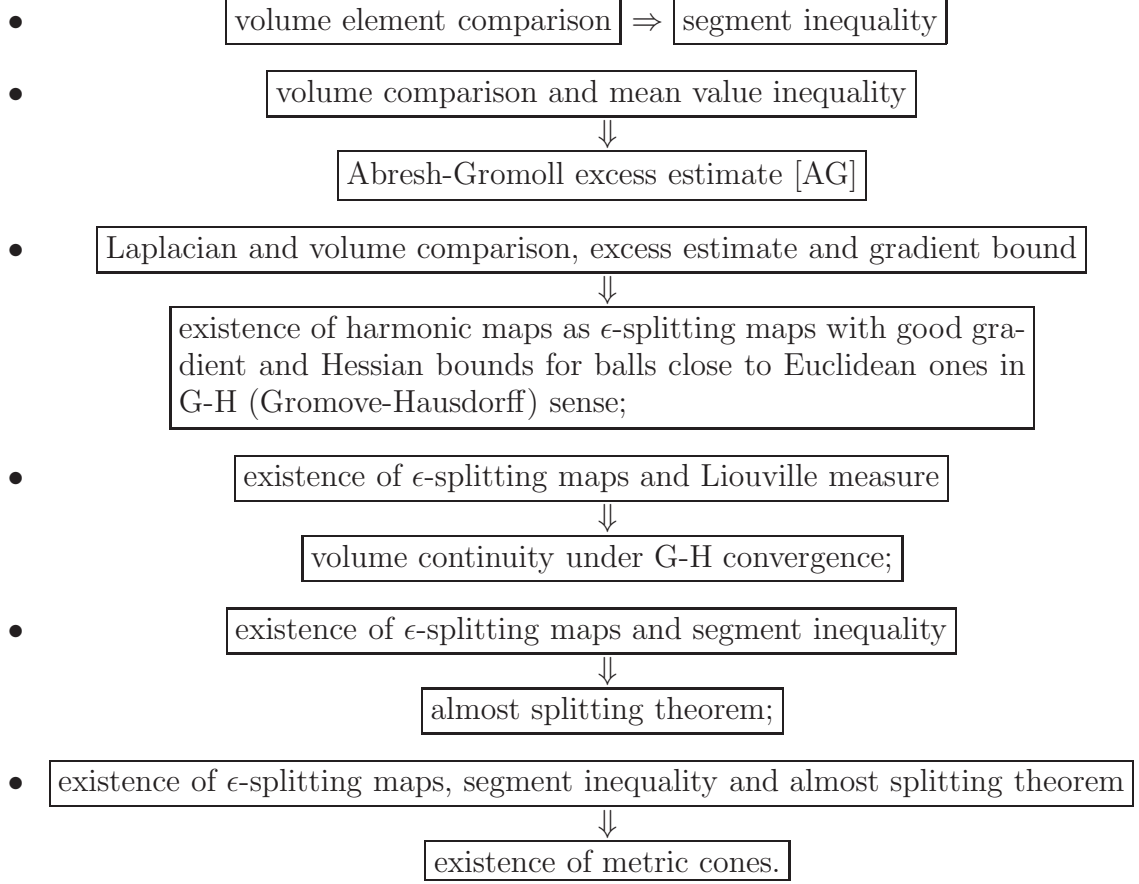 • volume element comparison ⇒ segment inequality
• volume comparison and mean value inequality
⇓
Abresh-Gromoll excess estimate [AG]
• Laplacian and volume comparison, excess estimate and gradient bound
⇓
existence of harmonic maps as ϵ-splitting maps with good gra-
dient and Hessian bounds for balls close to Euclidean ones in
G-H (Gromove-Hausdorff) sense;
• existence of ϵ-splitting maps and Liouville measure
⇓
volume continuity under G-H convergence;
• existence of ϵ-splitting maps and segment inequality
⇓
almost splitting theorem;
• existence of ϵ-splitting maps, segment inequality and almost splitting theorem
⇓
existence of metric cones.